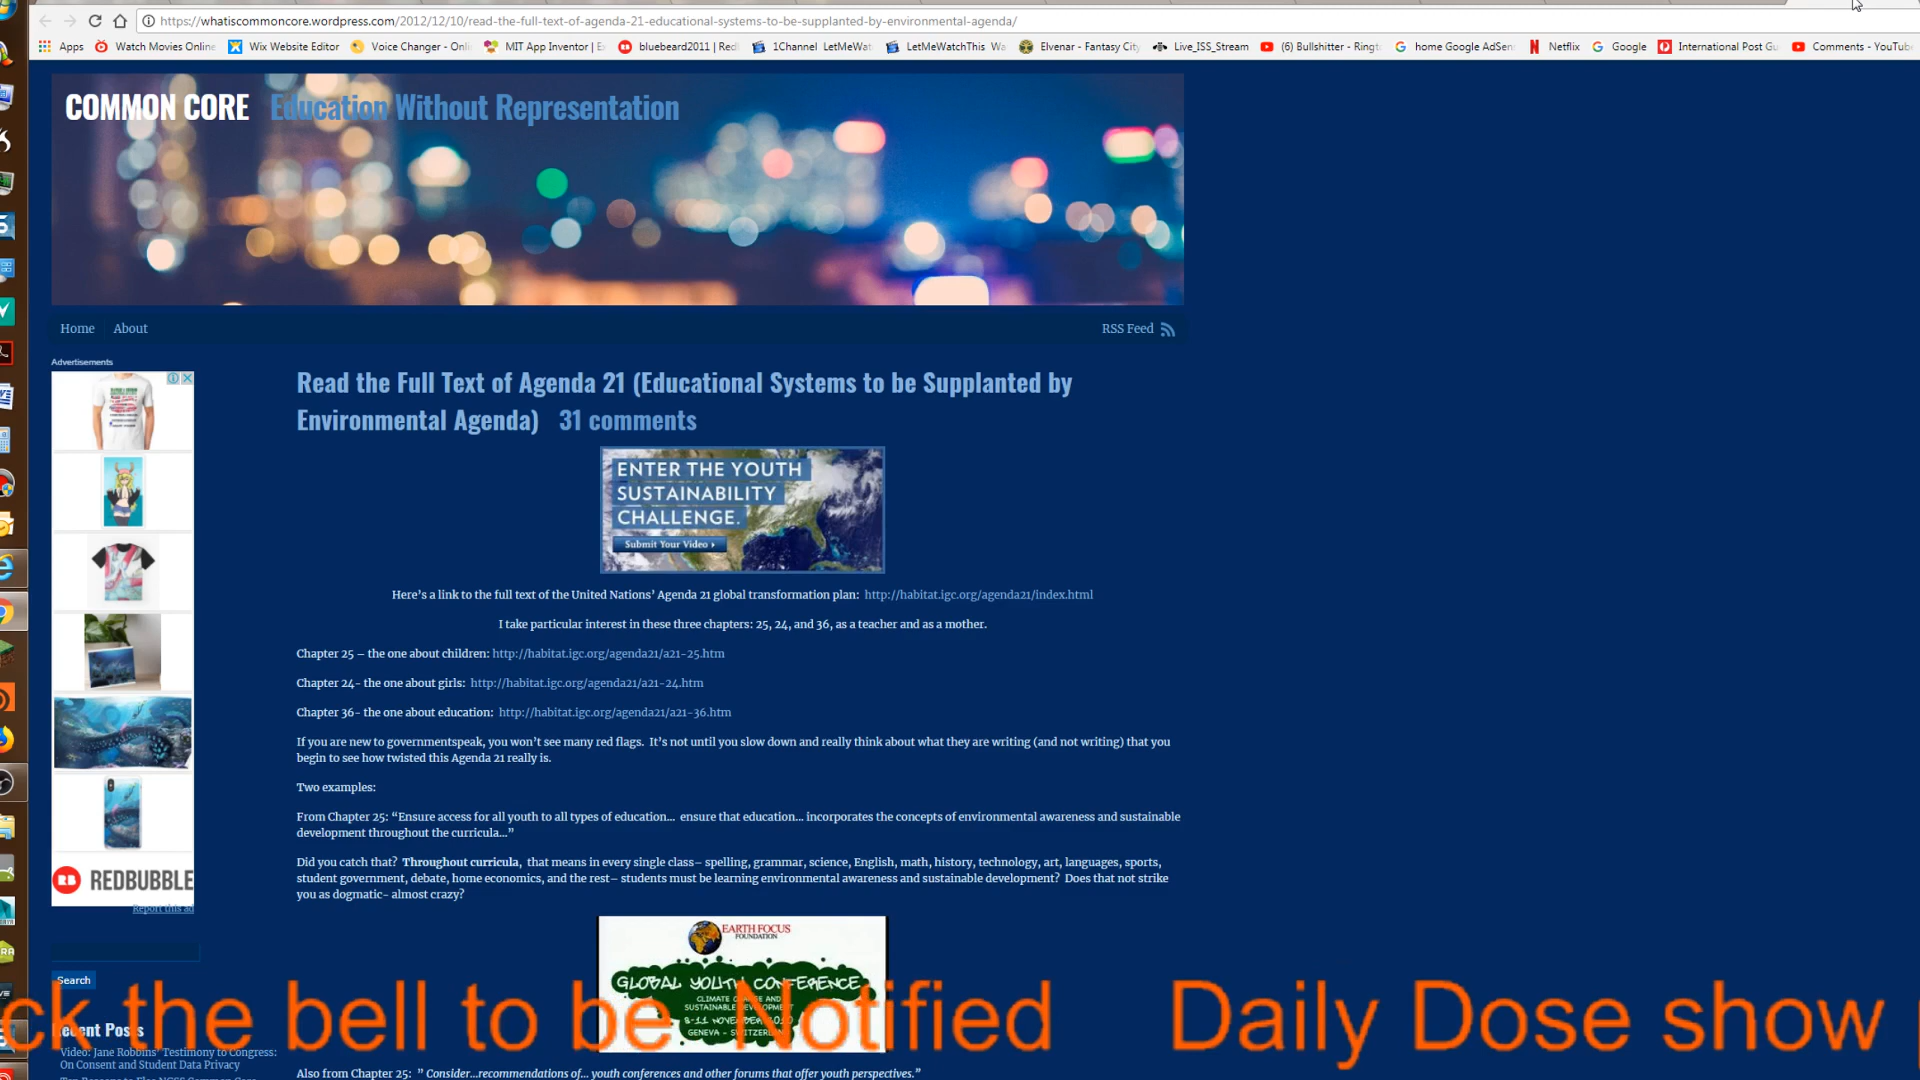 https://whatiscommoncore.wordpress.com/2012/12/10/read-the-full-text-of-agenda-21-educational-systems-to-be-supplanted-by-environmental-agenda/
Apps Watch Movies Online Wix Website Editor Voice Changer - Onli MIT App Inventor | E bluebeard2011 | Red 1Channel LetMeWat LetMeWatchThis Wa Elvenar - Fantasy City Live_ISS_Stream (6) Bullshitter - Ringt home Google AdSen Netflix Google International Post Gu Comments - YouTube
COMMON CORE Education Without Representation
Home About RSS Feed
Advertisements
Read the Full Text of Agenda 21 (Educational Systems to be Supplanted by
Environmental Agenda) 31 comments
ENTER THE YOUTH
SUSTAINABILITY
CHALLENGE.
Submit Your Video
Here's a link to the full text of the United Nations' Agenda 21 global transformation plan: http://habitat.igc.org/agenda21/index.html
I take particular interest in these three chapters: 25, 24, and 36, as a teacher and as a mother.
Chapter 25 – the one about children: http://habitat.igc.org/agenda21/a21-25.htm
Chapter 24- the one about girls: http://habitat.igc.org/agenda21/a21-24.htm
Chapter 36- the one about education: http://habitat.igc.org/agenda21/a21-36.htm
If you are new to governmentspeak, you won't see many red flags. It's not until you slow down and really think about what they are writing (and not writing) that you
begin to see how twisted this Agenda 21 really is.
Two examples:
From Chapter 25: "Ensure access for all youth to all types of education... ensure that education... incorporates the concepts of environmental awareness and sustainable
development throughout the curricula..."
Did you catch that? Throughout curricula, that means in every single class– spelling, grammar, science, English, math, history, technology, art, languages, sports,
student government, debate, home economics, and the rest– students must be learning environmental awareness and sustainable development? Does that not strike
you as dogmatic- almost crazy?
RB REDBUBBLE
Report this ad
EARTH FOCUS
FOUNDATION
GLOBAL YOUTH CONFERENCE
CLIMATE CHANGE AND
SUSTAINABLE DEVELOPMENT
8-11 NOVEMBER 2010
GENEVA - SWITZERLAND
Search
ck the bell to be Notified Daily Dose show
Recent Posts
Video: Jane Robbins' Testimony to Congress:
On Consent and Student Data Privacy
Also from Chapter 25: " Consider...recommendations of... youth conferences and other forums that offer youth perspectives."